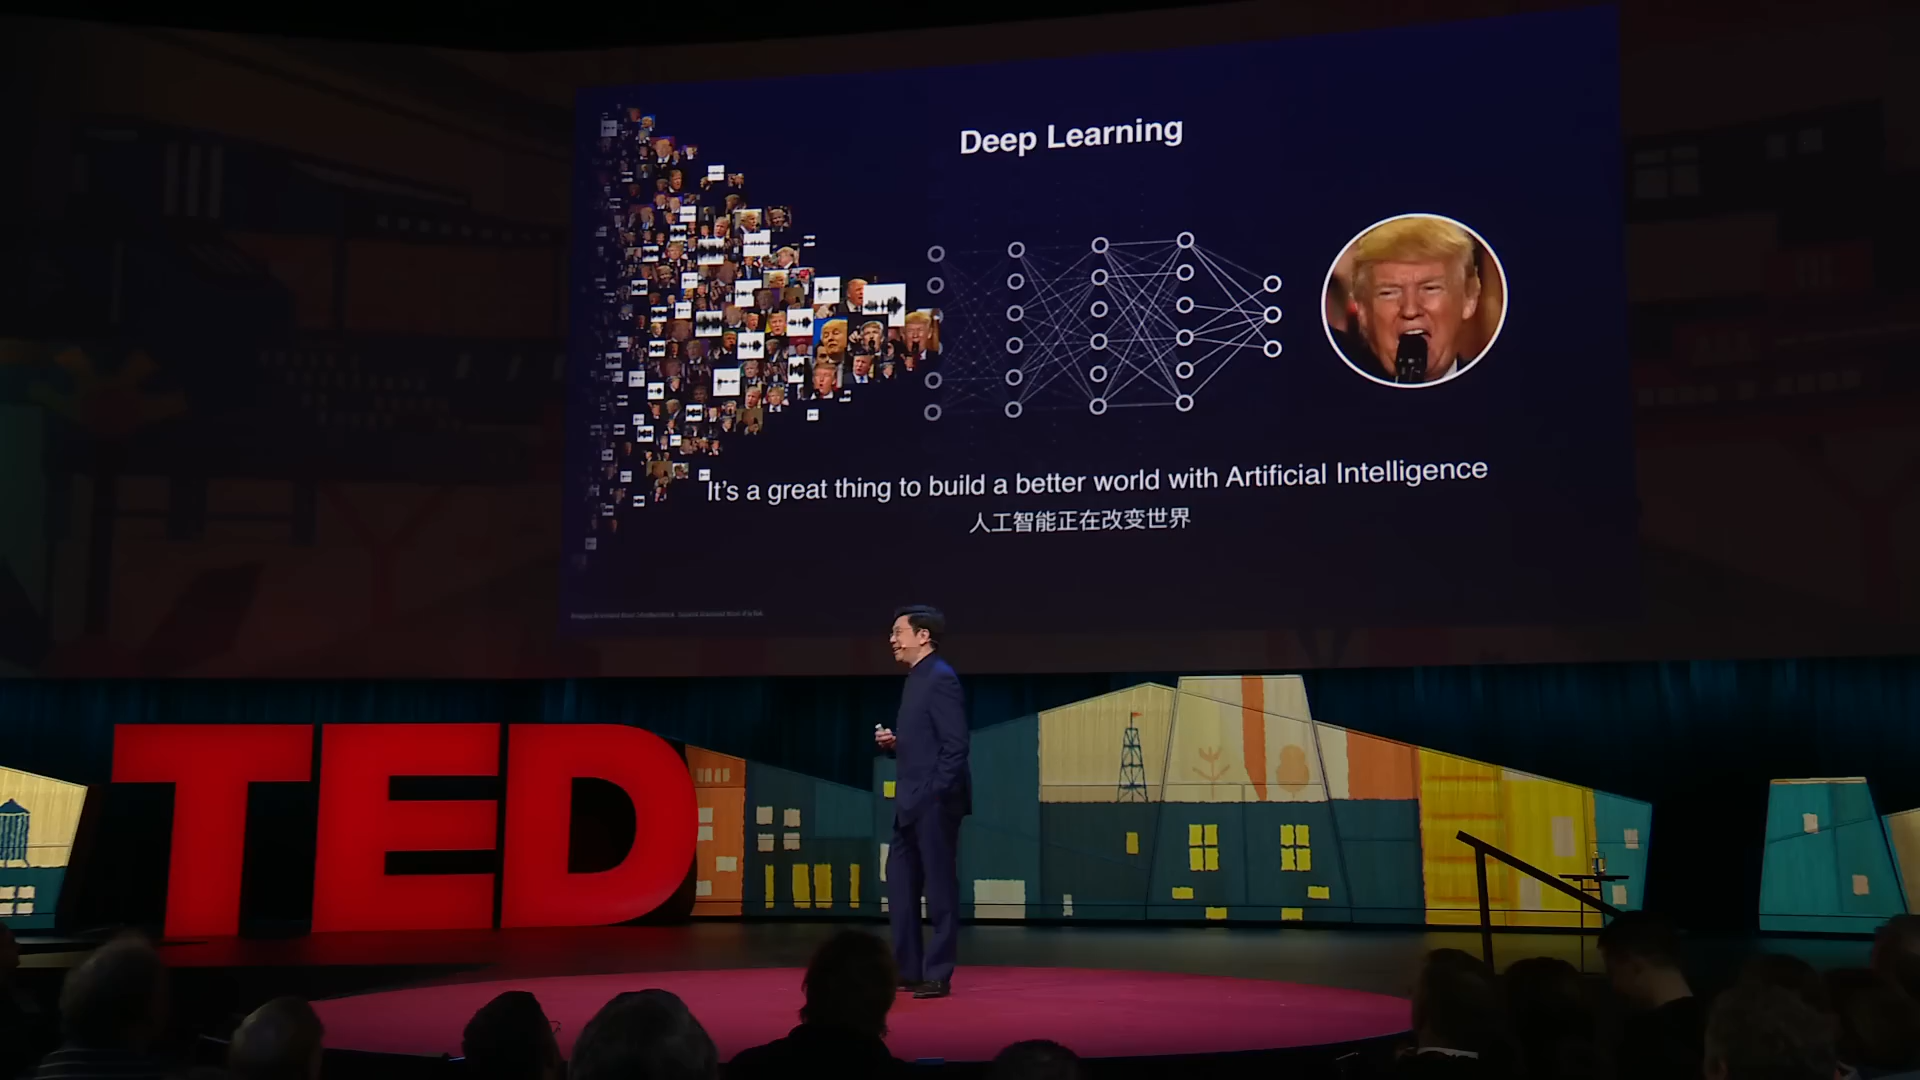 Deep Learning
It's a great thing to build a better world with Artificial Intelligence
人工智能正在改变世界
TED